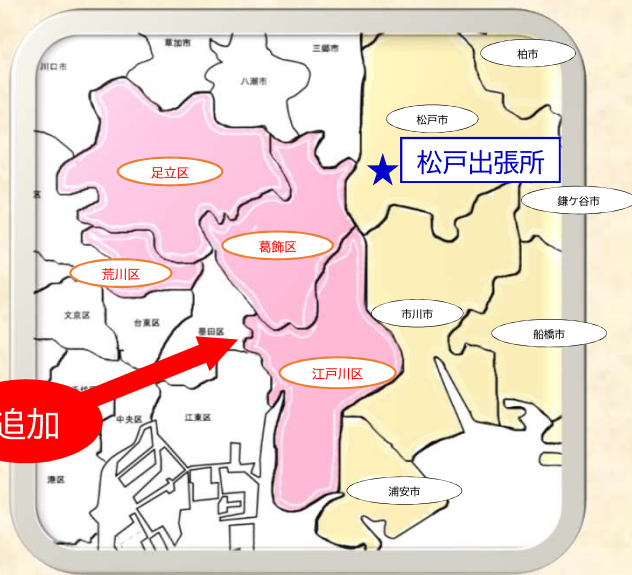 草加市
三郷市
柏市
川口市
八潮市
松戸市
松戸出張所
足立区
区
鎌ケ谷市
葛飾区
荒川区
文京区
台東区
墨田区
市川市
船橋市
江戸川区
追加
中央区
江東区
港区
浦安市